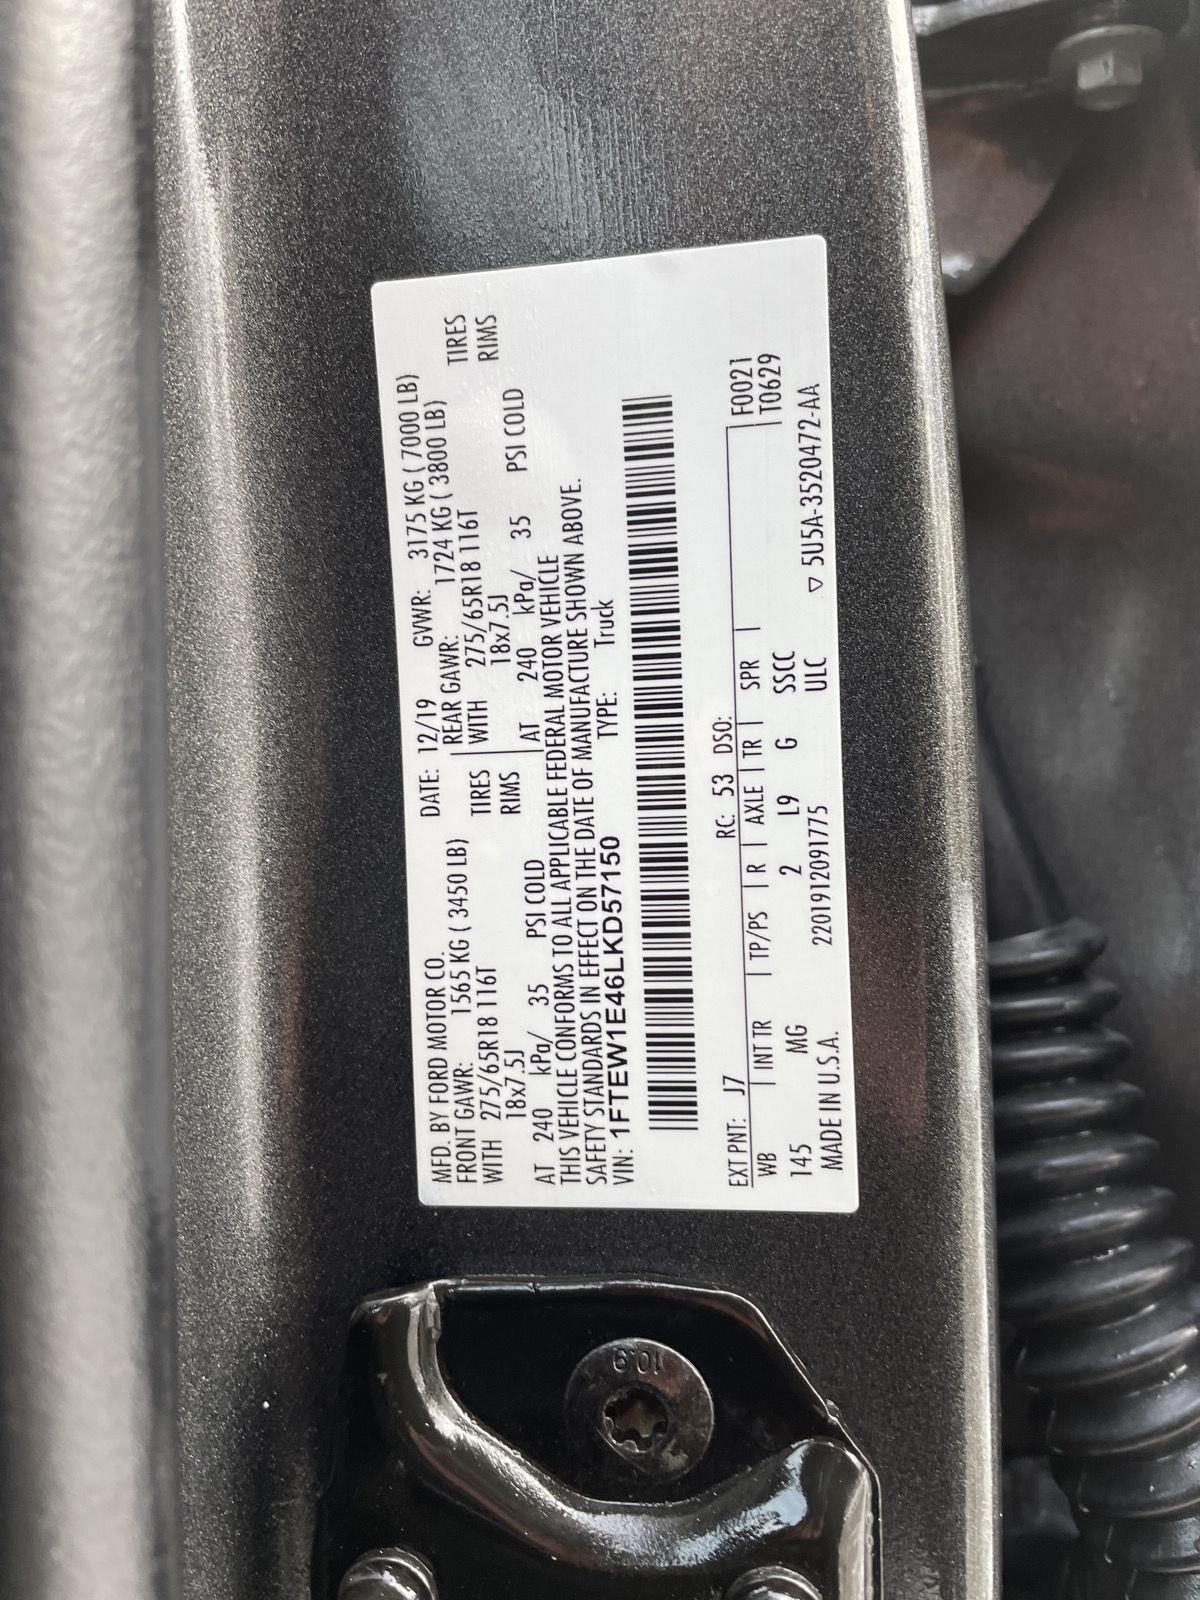 MFD. BY FORD MOTOR CO. DATE: 12/19 GVWR: 3175 KG ( 7000 LB)
FRONT GAWR: 1565 KG ( 3450 LB) REAR GAWR: 1724 KG ( 3800 LB)
WITH 275/65R18 116T TIRES WITH 275/65R18 116T TIRES
18x7.5J RIMS 18x7.5J RIMS
AT 240 kPa/ 35 PSI COLD AT 240 kPa/ 35 PSI COLD
THIS VEHICLE CONFORMS TO ALL APPLICABLE FEDERAL MOTOR VEHICLE
SAFETY STANDARDS IN EFFECT ON THE DATE OF MANUFACTURE SHOWN ABOVE.
VIN: 1FTEW1E46LKD57150 TYPE: Truck
EXT PNT: J7 RC: 53 DSO: F0021
WB | INT TR | TP/PS | R | AXLE | TR | SPR | T0629
145 MG 2 L9 G SSCC
MADE IN U.S.A. 2201912091775 ULC ▽ 5U5A-3520472-AA
10.9